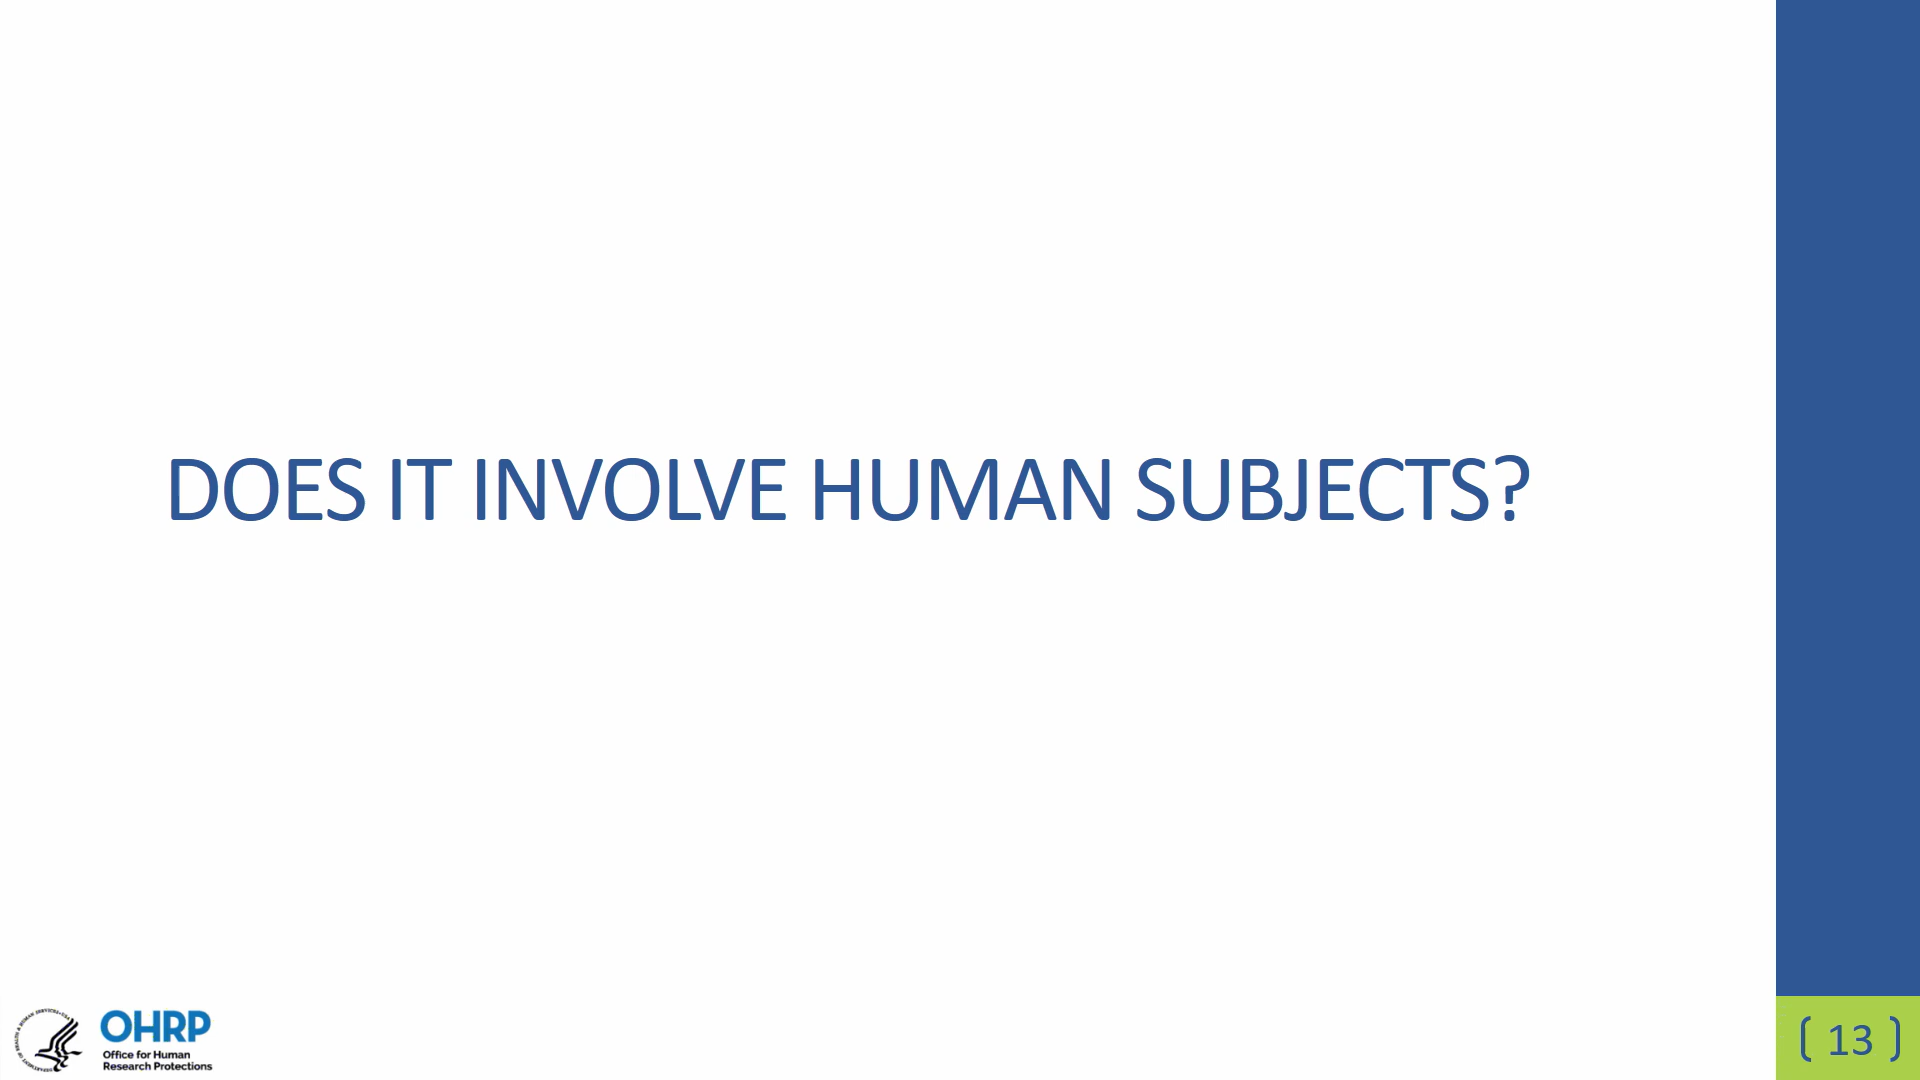 DOES IT INVOLVE HUMAN SUBJECTS?
OHRP
Office for Human
Research Protections
13